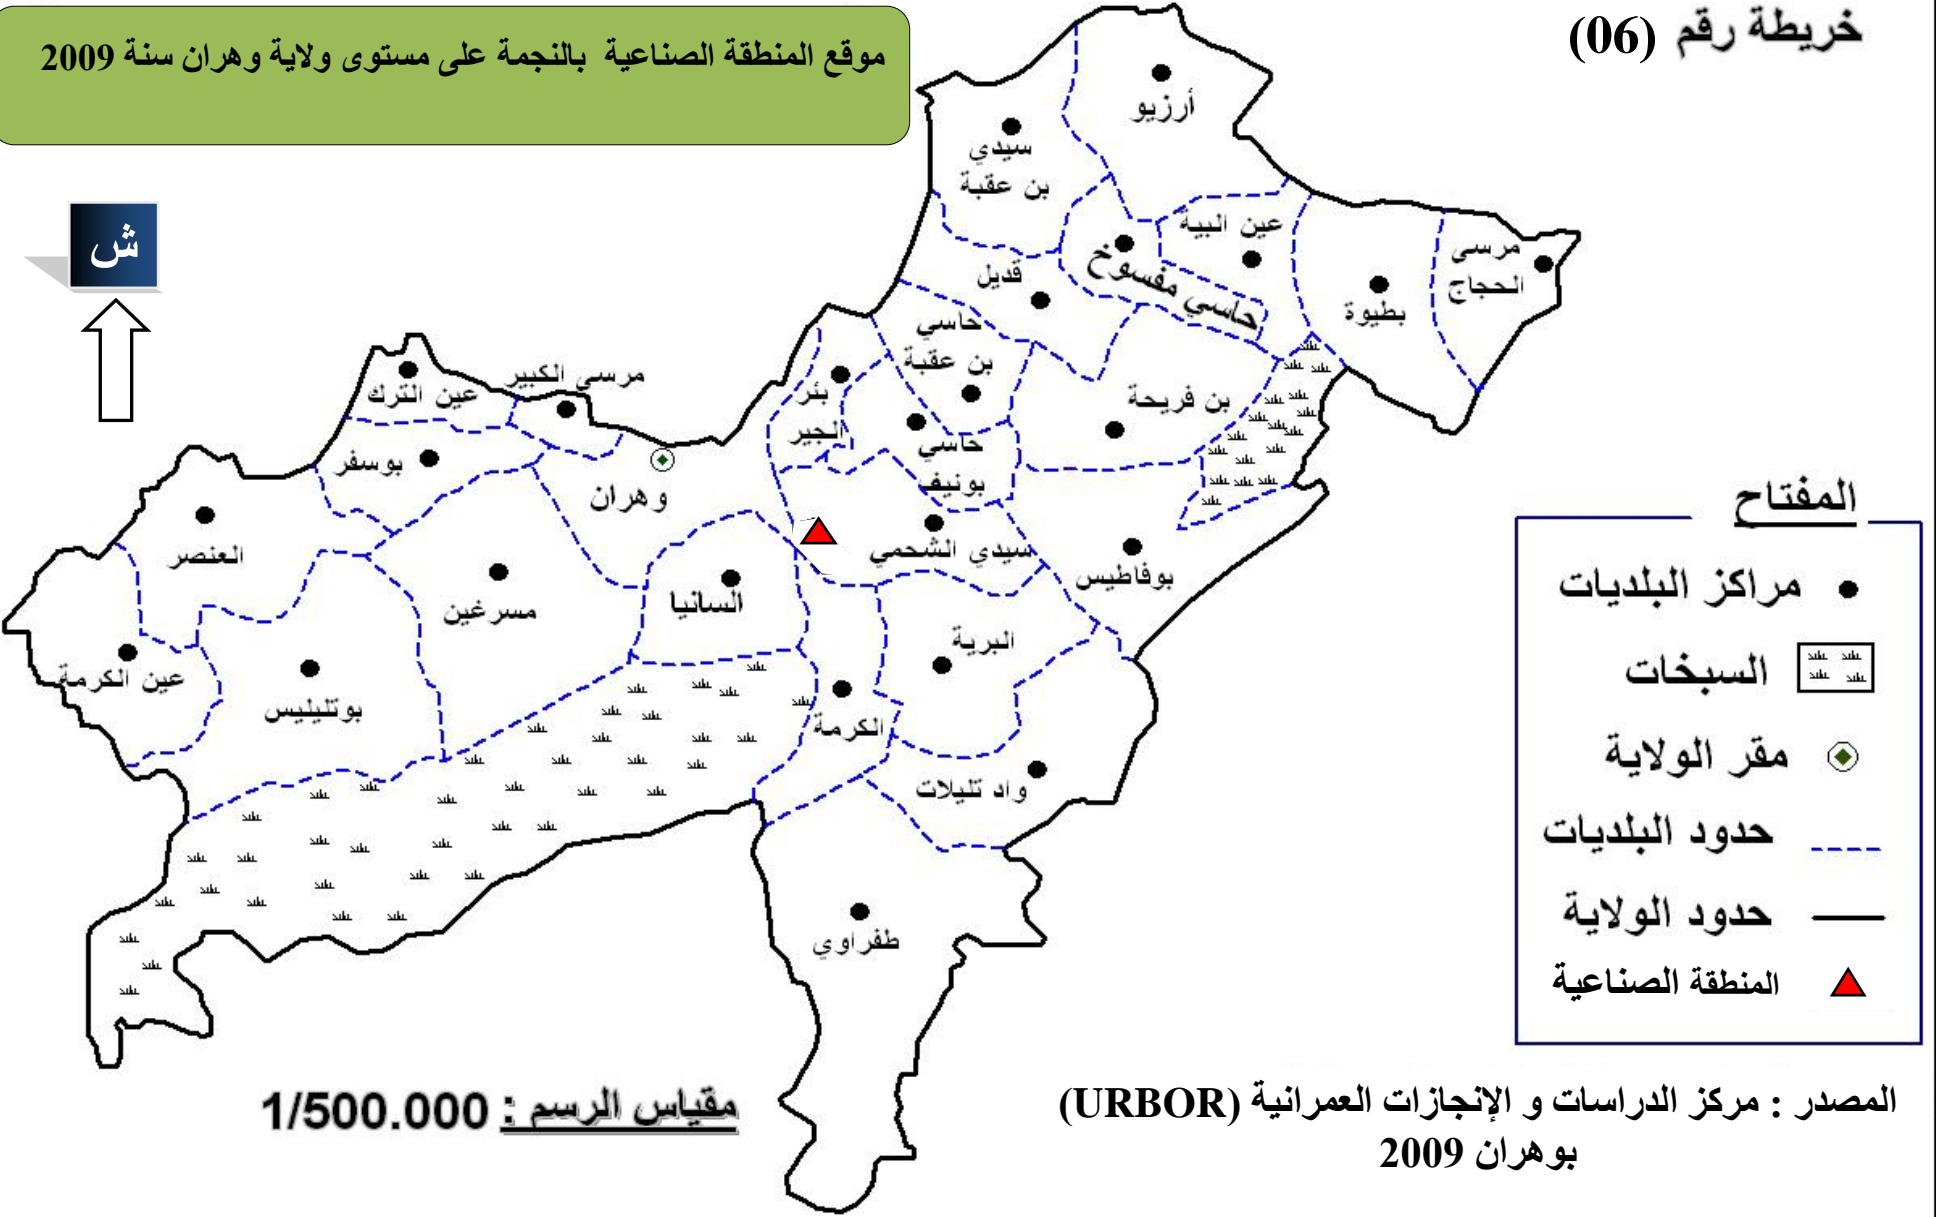 خريطة رقم (06)
موقع المنطقة الصناعية بالنجمة على مستوى ولاية وهران سنة 2009
ش
أرزيو
سيدي
بن عقبة
عين البية
مرسى
الحجاج
حاسي مفسوخ
قديل
بطيوة
حاسي
بن عقبة
مرسى الكبير
عين الترك
بئر
الجير
بن فريحة
حاسي
بونيف
بوسفر
وهران
العنصر
سيدي الشحمي
بوفاطيس
السانيا
مسرغين
البرية
عين الكرمة
بوتليليس
الكرمة
واد تليلات
طفراوي
المفتاح
مراكز البلديات
السبخات
مقر الولاية
حدود البلديات
حدود الولاية
المنطقة الصناعية
مقياس الرسم : 1/500.000
المصدر : مركز الدراسات و الإنجازات العمرانية (URBOR)
بوهران 2009